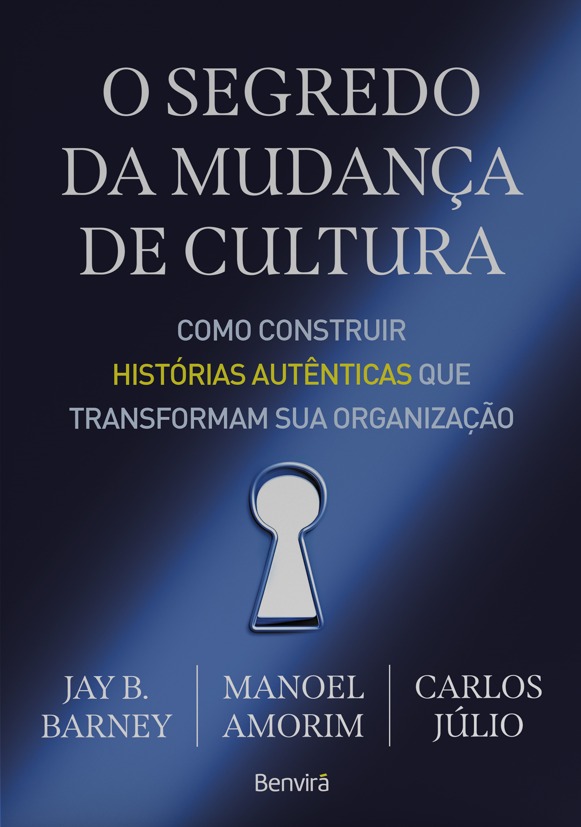 O SEGREDO
DA MUDANÇA
DE CULTURA
COMO CONSTRUIR
HISTÓRIAS AUTÊNTICAS QUE
TRANSFORMAM SUA ORGANIZAÇÃO
JAY B.
BARNEY
MANOEL
AMORIM
CARLOS
JÚLIO
Benvirá